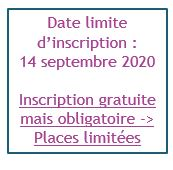 Date limite
d’inscription :
14 septembre 2020
Inscription gratuite
mais obligatoire ->
Places limitées